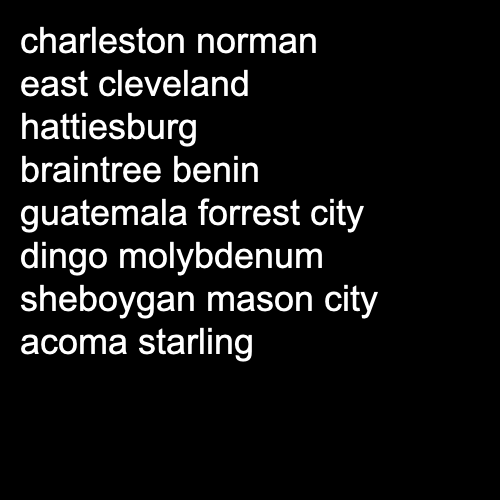 charleston norman
east cleveland
hattiesburg
braintree benin
guatemala forrest city
dingo molybdenum
sheboygan mason city
acoma starling